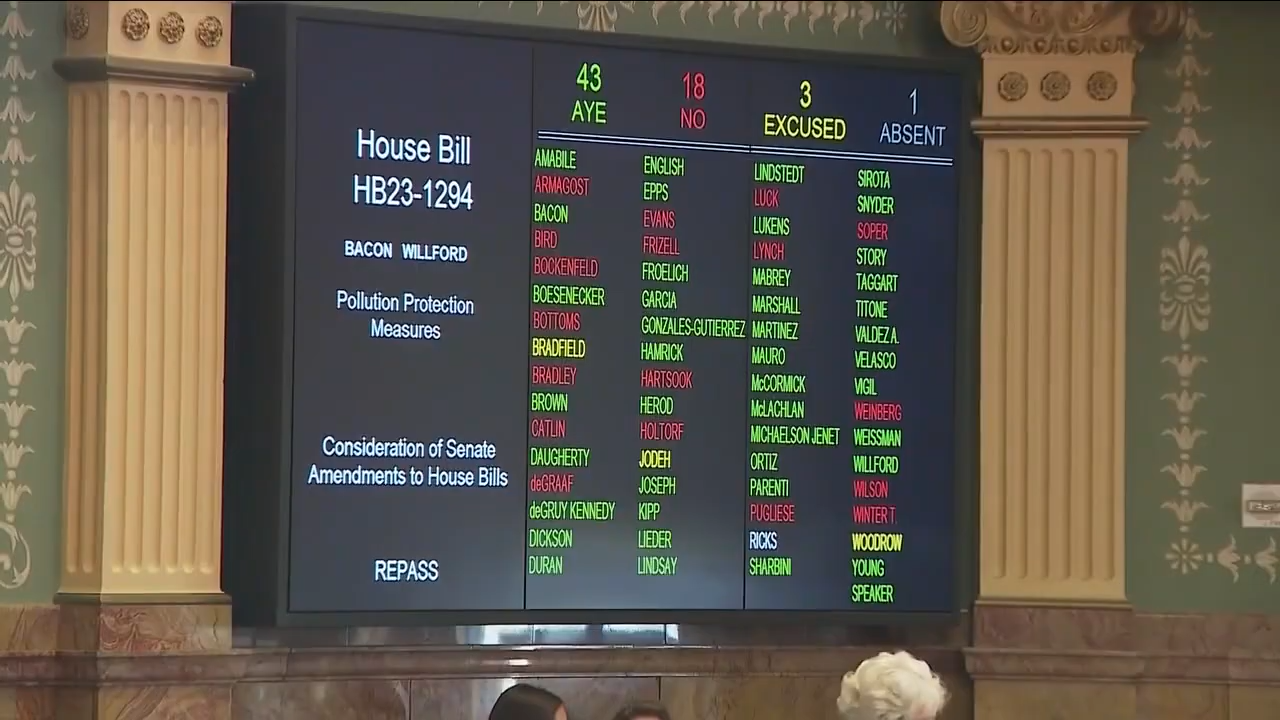 House Bill
HB23-1294
BACON WILLFORD
Pollution Protection
Measures
Consideration of Senate
Amendments to House Bills
REPASS
43
AYE
18
NO
3
EXCUSED
1
ABSENT
AMABILE
ARMAGOST
BACON
BIRD
BOCKENFELD
BOESENECKER
BOTTOMS
BRADFIELD
BRADLEY
BROWN
CATLIN
DAUGHERTY
deGRAAF
deGRUY KENNEDY
DICKSON
DURAN
ENGLISH
EPPS
EVANS
FRIZELL
FROELICH
GARCIA
GONZALES-GUTIERREZ
HAMRICK
HARTSOOK
HEROD
HOLTORF
JODEH
JOSEPH
KIPP
LIEDER
LINDSAY
LINDSTEDT
LUCK
LUKENS
LYNCH
MABREY
MARSHALL
MARTINEZ
MAURO
McCORMICK
McLACHLAN
MICHAELSON JENET
ORTIZ
PARENTI
PUGLIESE
RICKS
SHARBINI
SIROTA
SNYDER
SOPER
STORY
TAGGART
TITONE
VALDEZ A.
VELASCO
VIGIL
WEINBERG
WEISSMAN
WILLFORD
WILSON
WINTER T.
WOODROW
YOUNG
SPEAKER